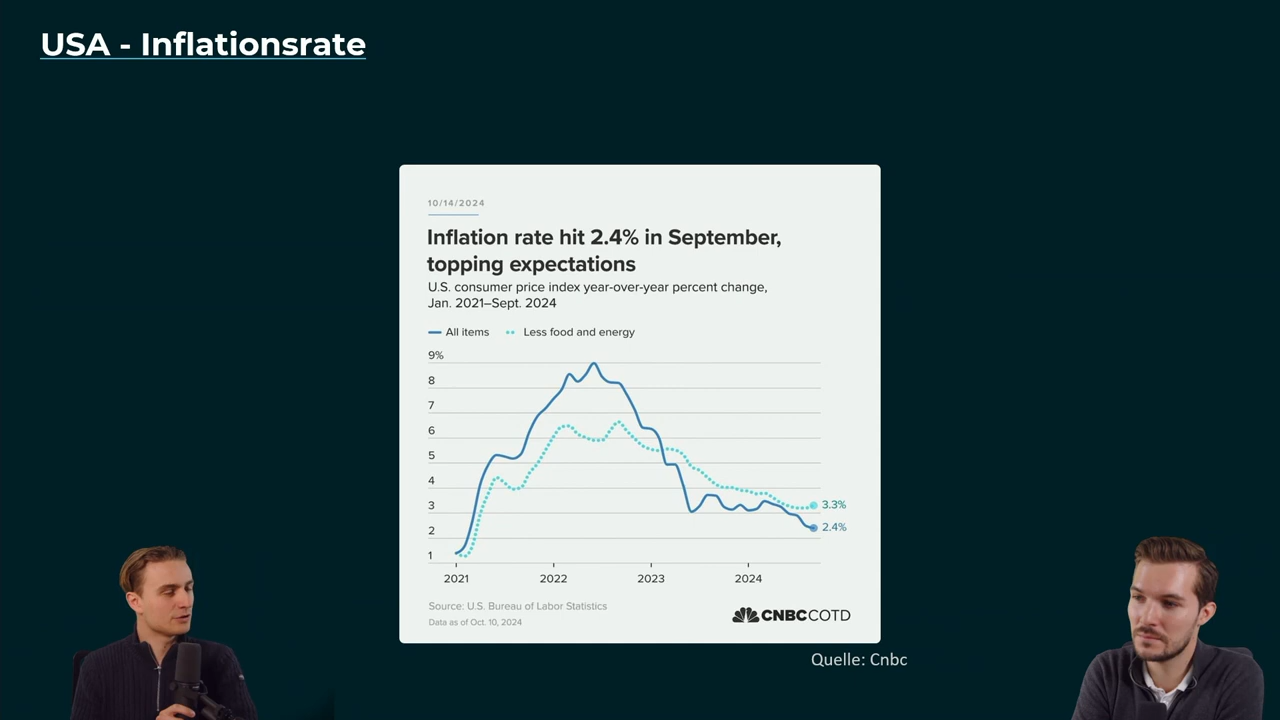 USA - Inflationsrate
10/14/2024
Inflation rate hit 2.4% in September,
topping expectations
U.S. consumer price index year-over-year percent change,
Jan. 2021–Sept. 2024
All items Less food and energy
9%
8
7
6
5
4
3
2
1
3.3%
2.4%
2021 2022 2023 2024
Source: U.S. Bureau of Labor Statistics
Data as of Oct. 10, 2024
CNBCCOTD
Quelle: Cnbc